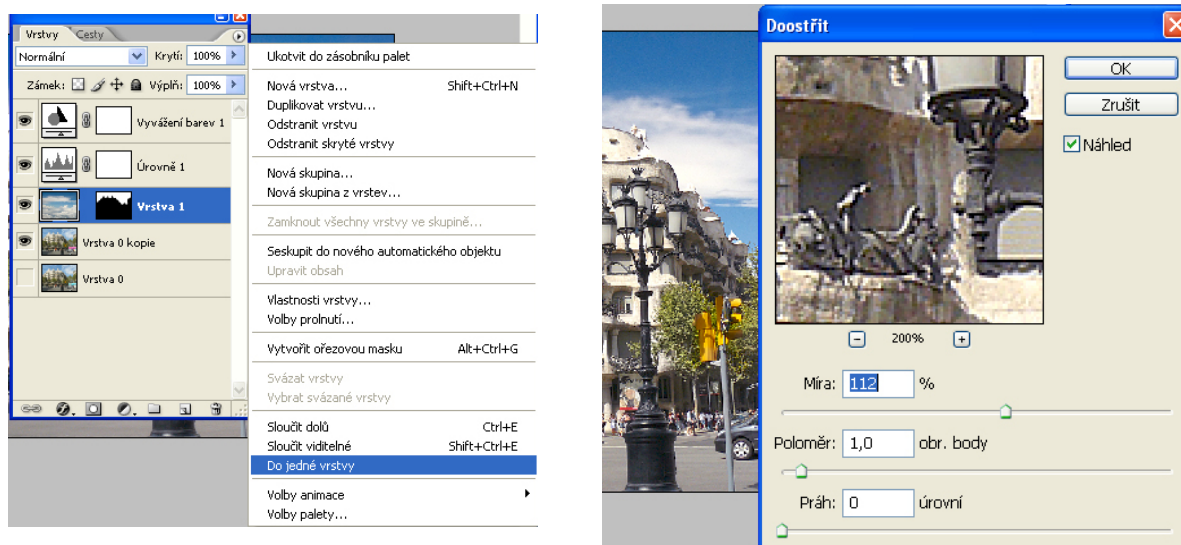 Vrstvy Cesty
Normální Krytí: 100%
Zámek: Výplň: 100%
Vyvážení barev 1
Úrovně 1
Vrstva 1
Vrstva 0 kopie
Vrstva 0
Ukotvit do zásobníku palet
Nová vrstva... Shift+Ctrl+N
Duplikovat vrstvu...
Odstranit vrstvu
Odstranit skryté vrstvy
Nová skupina...
Nová skupina z vrstev...
Zamknout všechny vrstvy ve skupině...
Seskupit do nového automatického objektu
Upravit obsah
Vlastnosti vrstvy...
Volby prolnutí...
Vytvořit ořezovou masku Alt+Ctrl+G
Svázat vrstvy
Vybrat svázané vrstvy
Sloučit dolů Ctrl+E
Sloučit viditelné Shift+Ctrl+E
Do jedné vrstvy
Volby animace
Volby palety...
Doostřit
OK
Zrušit
Náhled
200%
Míra: 112 %
Poloměr: 1,0 obr. body
Práh: 0 úrovní